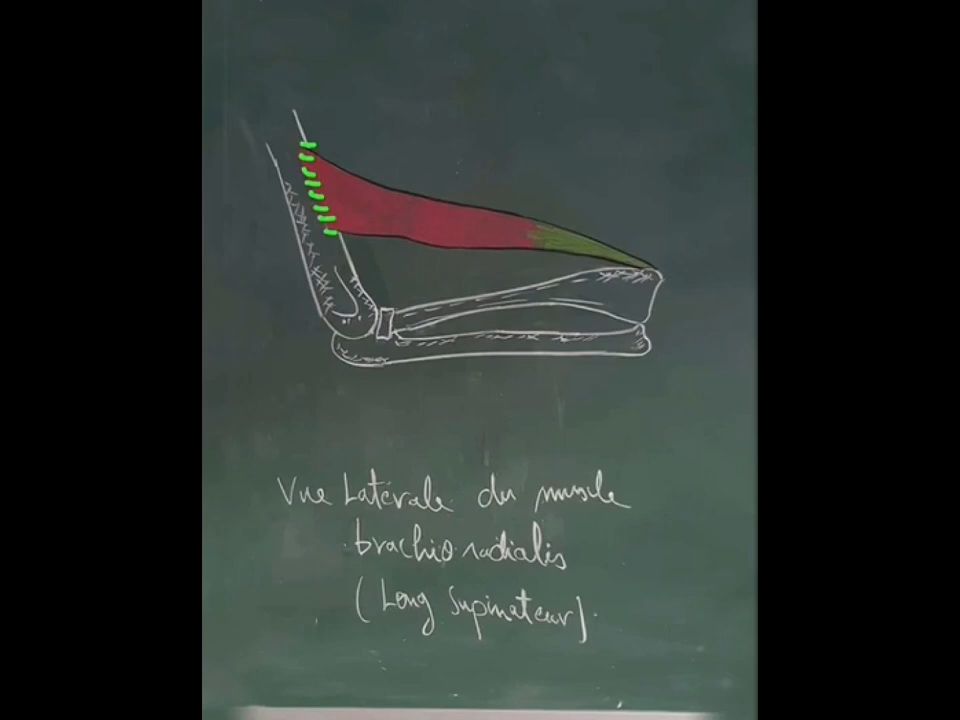 Vue Latérale du muscle
brachio radialis
(Long Supinateur).